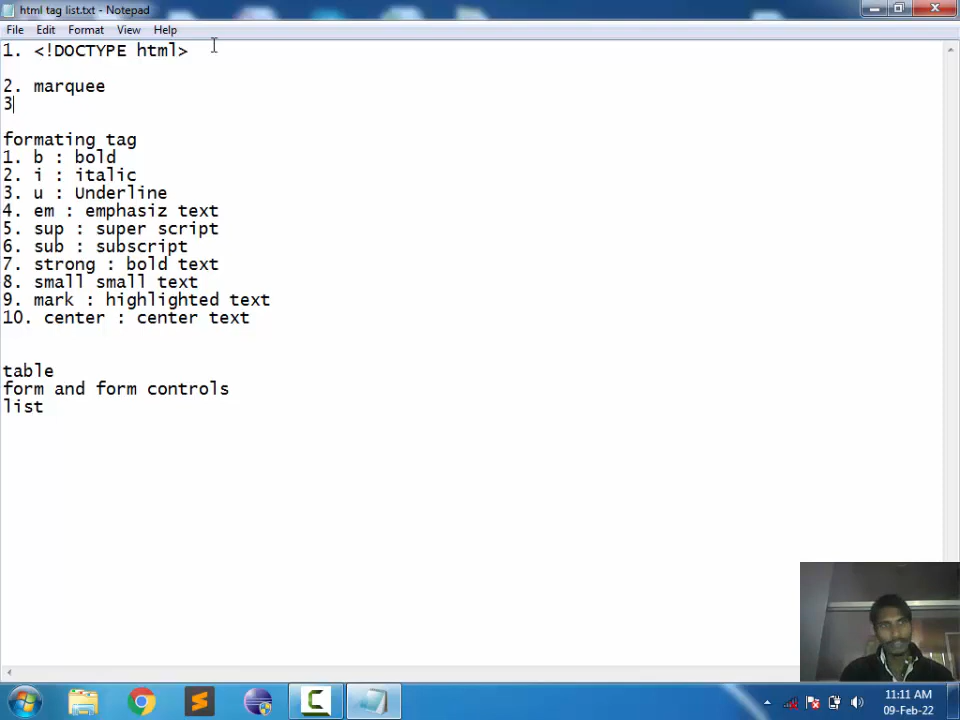 html tag list.txt - Notepad
File Edit Format View Help
1. <!DOCTYPE html>
2. marquee
3
formating tag
1. b : bold
2. i : italic
3. u : Underline
4. em : emphasiz text
5. sup : super script
6. sub : subscript
7. strong : bold text
8. small small text
9. mark : highlighted text
10. center : center text
table
form and form controls
list
11:11 AM
09-Feb-22